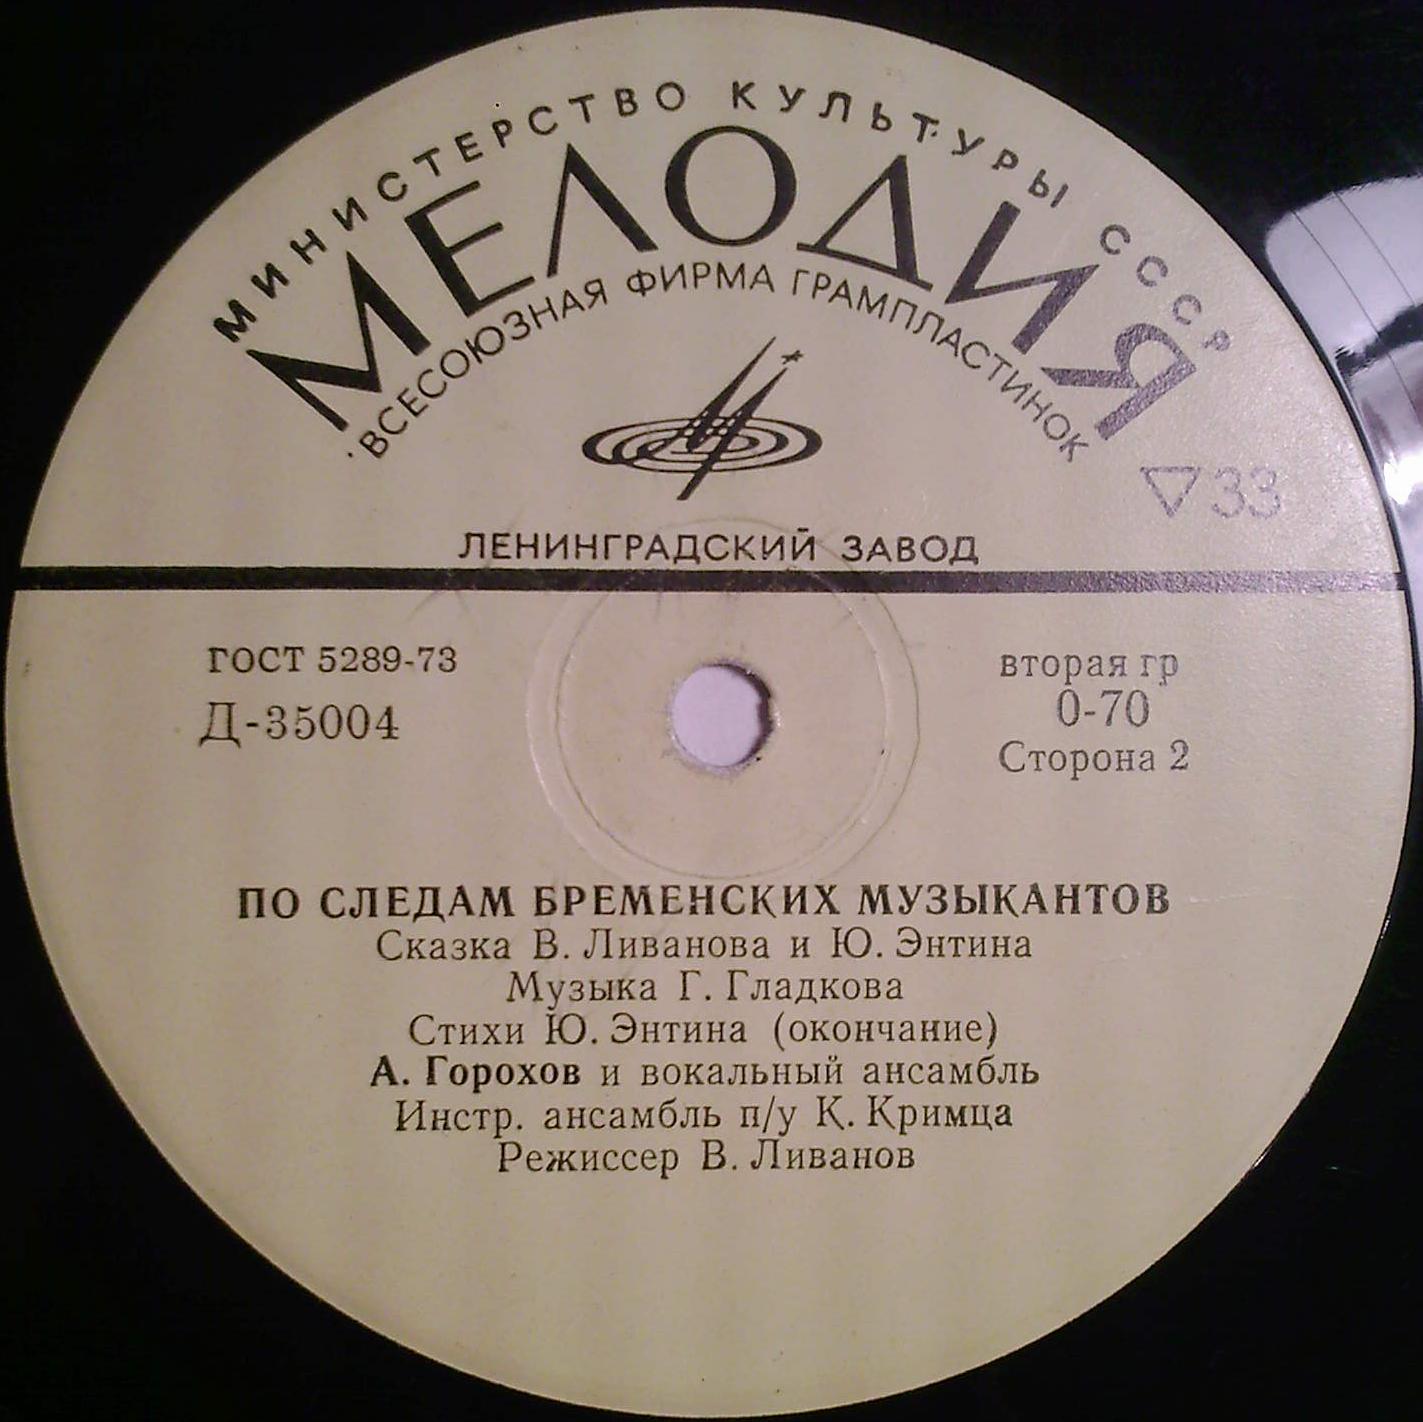 МИНИСТЕРСТВО КУЛЬТУРЫ СССР
МЕЛОДИЯ
ВСЕСОЮЗНАЯ ФИРМА ГРАМПЛАСТИНОК
33
ЛЕНИНГРАДСКИЙ ЗАВОД
ГОСТ 5289-73
Д-35004
вторая гр
0-70
Сторона 2
ПО СЛЕДАМ БРЕМЕНСКИХ МУЗЫКАНТОВ
Сказка В. Ливанова и Ю. Энтина
Музыка Г. Гладкова
Стихи Ю. Энтина (окончание)
А. Горохов и вокальный ансамбль
Инстр. ансамбль п/у К. Кримца
Режиссер В. Ливанов